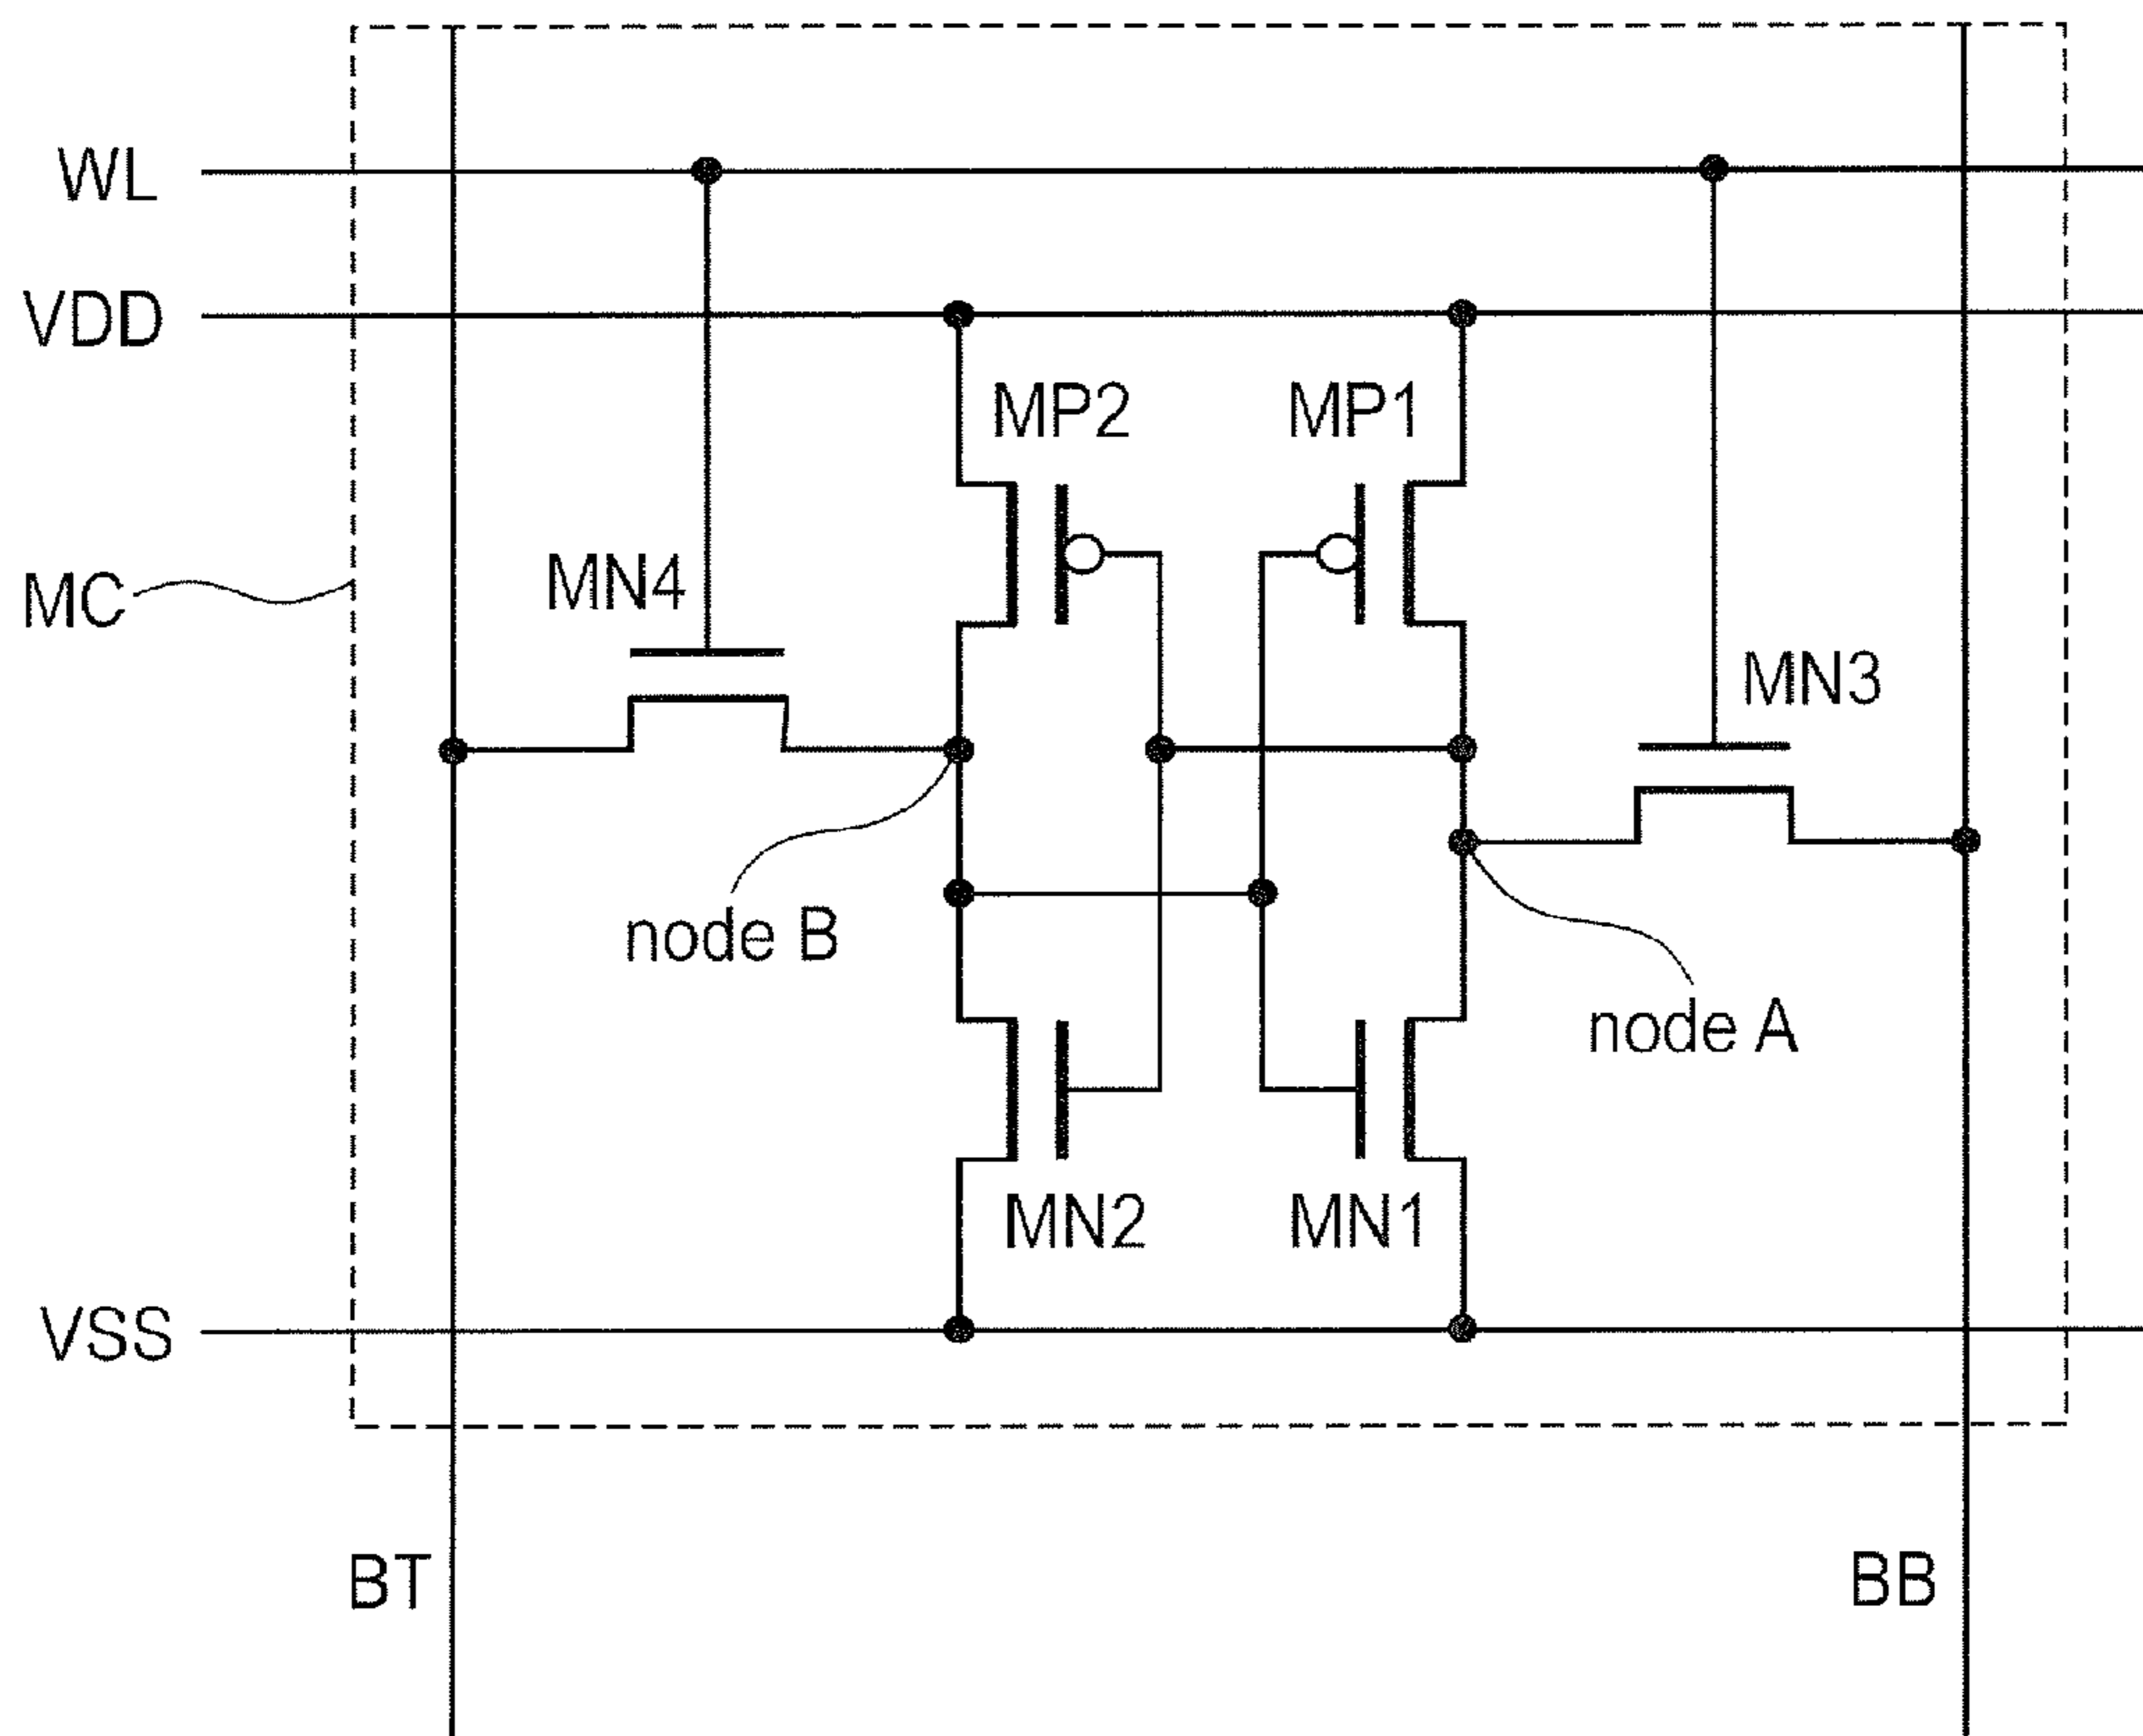 WL
VDD
MP2
MP1
MN4
MC
MN3
node B
node A
MN2
MN1
VSS
BT
BB